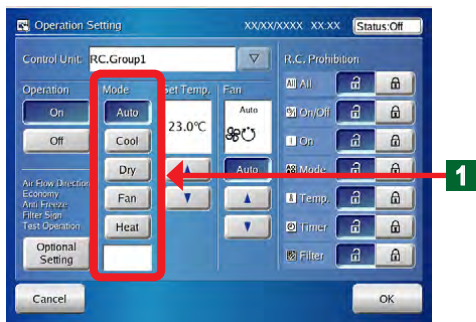 Operation Setting
XX/XX/XXXX XX:XX
Status:Off
Control Unit:
RC.Group1
R.C. Prohibition
Operation
Mode
Set Temp.
Fan
On
Auto
23.0°C
Auto
Off
Cool
Dry
Auto
Fan
Heat
Air Flow Direction
Economy
Anti Freeze
Filter Sign
Test Operation
Optional
Setting
All All
On/Off
On
Mode
Temp.
Timer
Filter
Cancel
OK
1